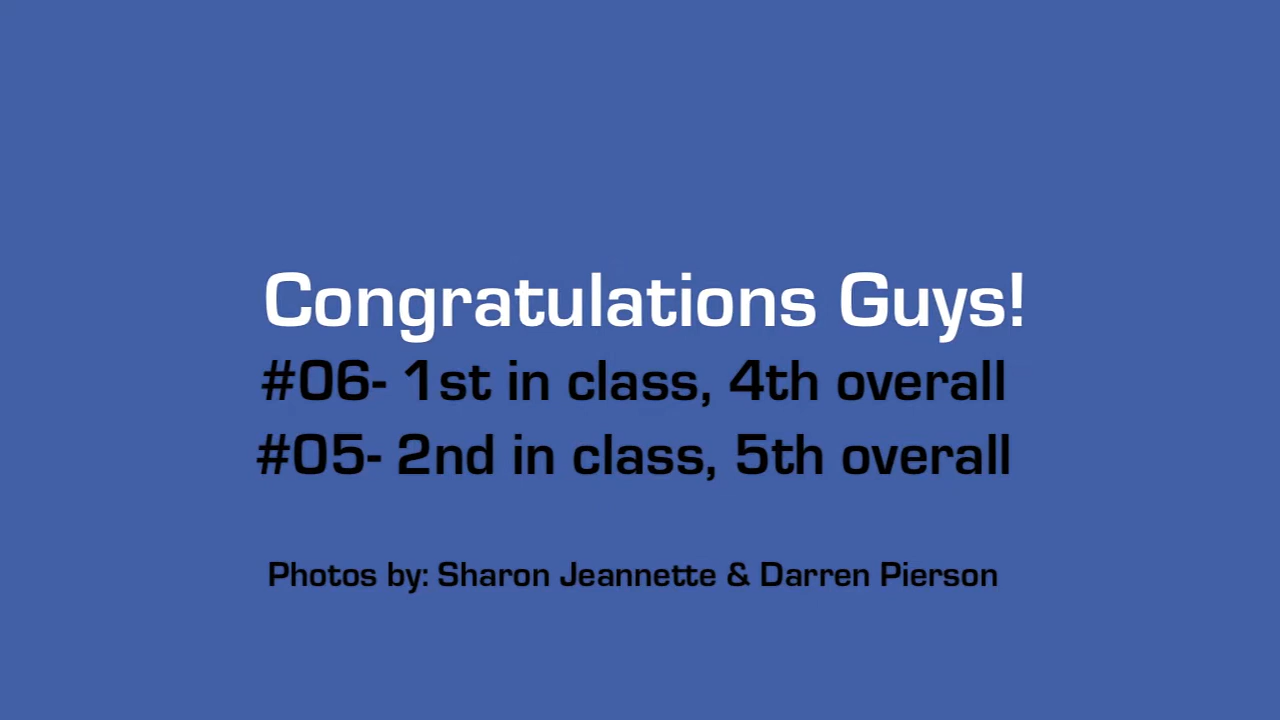 Congratulations Guys!
#06- 1st in class, 4th overall
#05- 2nd in class, 5th overall
Photos by: Sharon Jeannette & Darren Pierson